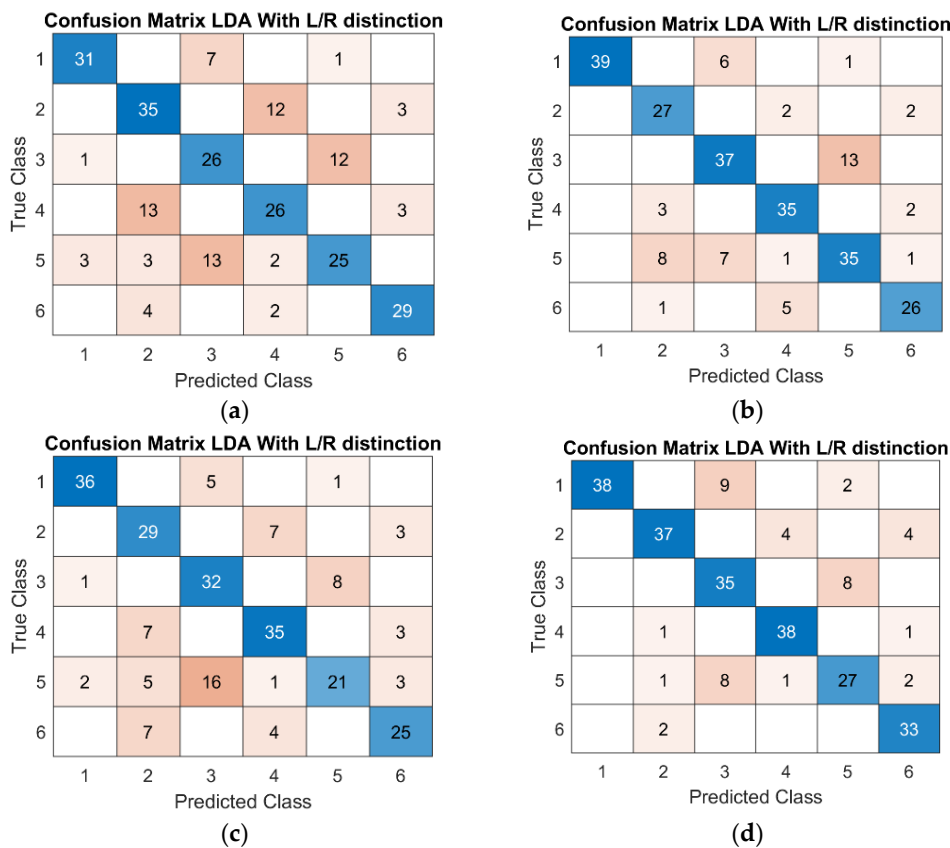 Confusion Matrix LDA With L/R distinction
1 31 7 1
2 35 12 3
3 1 26 12
4 13 26 3
5 3 3 13 2 25
6 4 2 29
1 2 3 4 5 6
True Class
Predicted Class
(a)
Confusion Matrix LDA With L/R distinction
1 39 6 1
2 27 2 2
3 37 13
4 3 35 2
5 8 7 1 35 1
6 1 5 26
1 2 3 4 5 6
True Class
Predicted Class
(b)
Confusion Matrix LDA With L/R distinction
1 36 5 1
2 29 7 3
3 1 32 8
4 7 35 3
5 2 5 16 1 21 3
6 7 4 25
1 2 3 4 5 6
True Class
Predicted Class
(c)
Confusion Matrix LDA With L/R distinction
1 38 9 2
2 37 4 4
3 35 8
4 1 38 1
5 1 8 1 27 2
6 2 33
1 2 3 4 5 6
True Class
Predicted Class
(d)